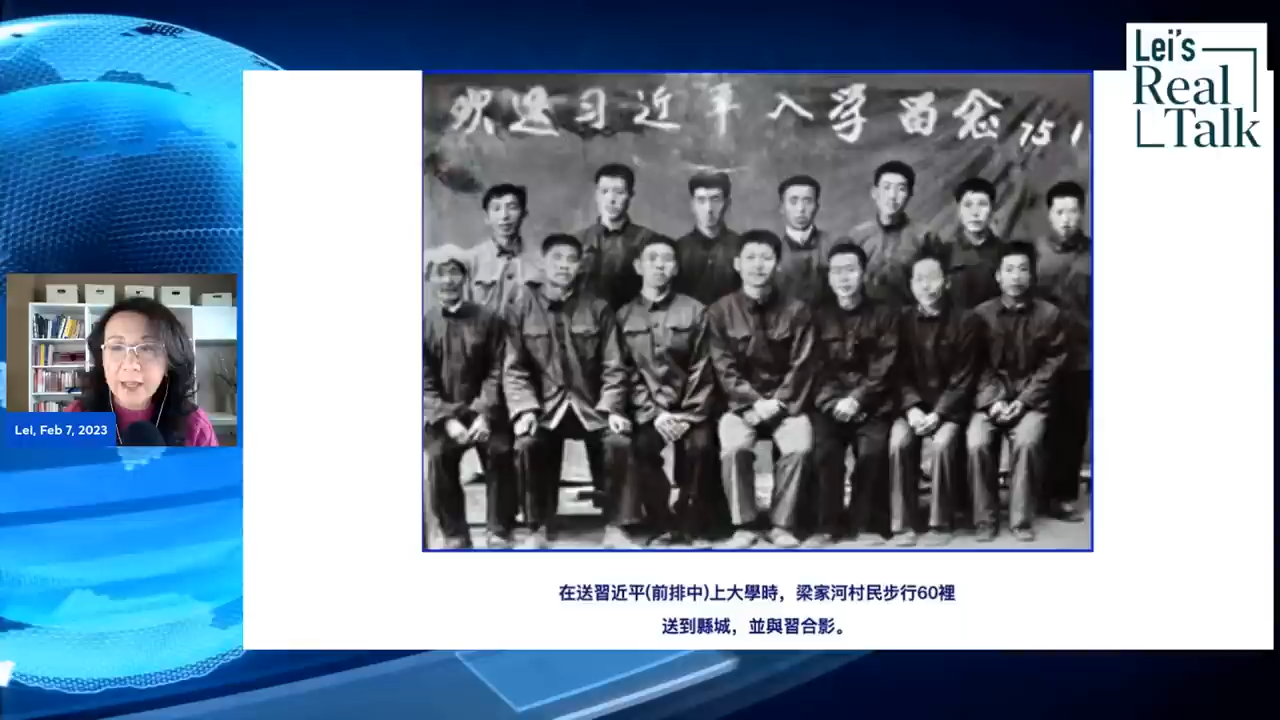 Lei's
Real
Talk
欢送习近平入学留念 75 1
Lei, Feb 7, 2023
在送習近平(前排中)上大學時，梁家河村民步行60裡
送到縣城，並與習合影。